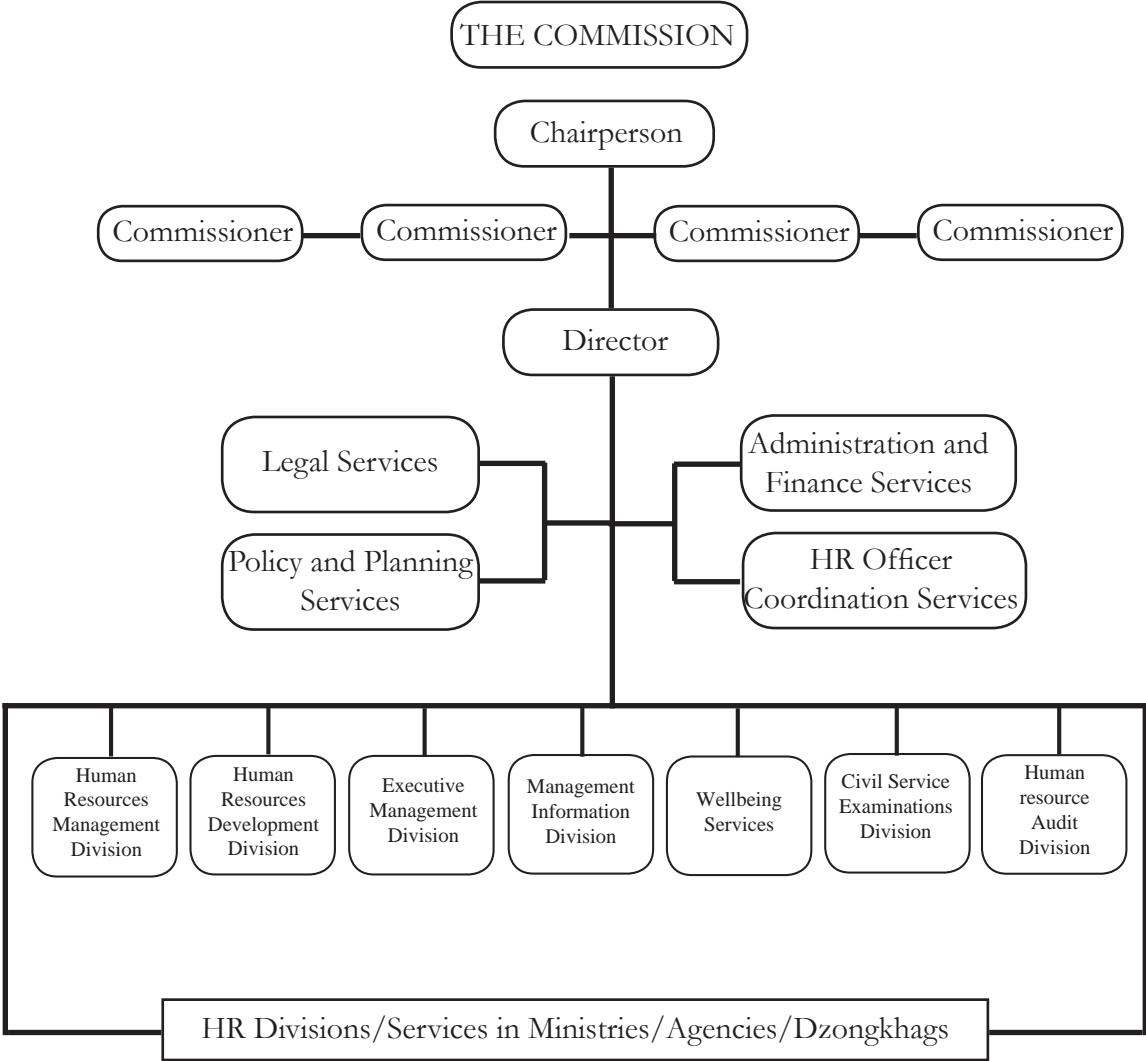 THE COMMISSION
Chairperson
Commissioner
Commissioner
Commissioner
Commissioner
Director
Legal Services
Administration and
Finance Services
Policy and Planning
Services
HR Officer
Coordination Services
Human
Resources
Management
Division
Human
Resources
Development
Division
Executive
Management
Division
Management
Information
Division
Wellbeing
Services
Civil Service
Examinations
Division
Human
resource
Audit
Division
HR Divisions/Services in Ministries/Agencies/Dzongkhags